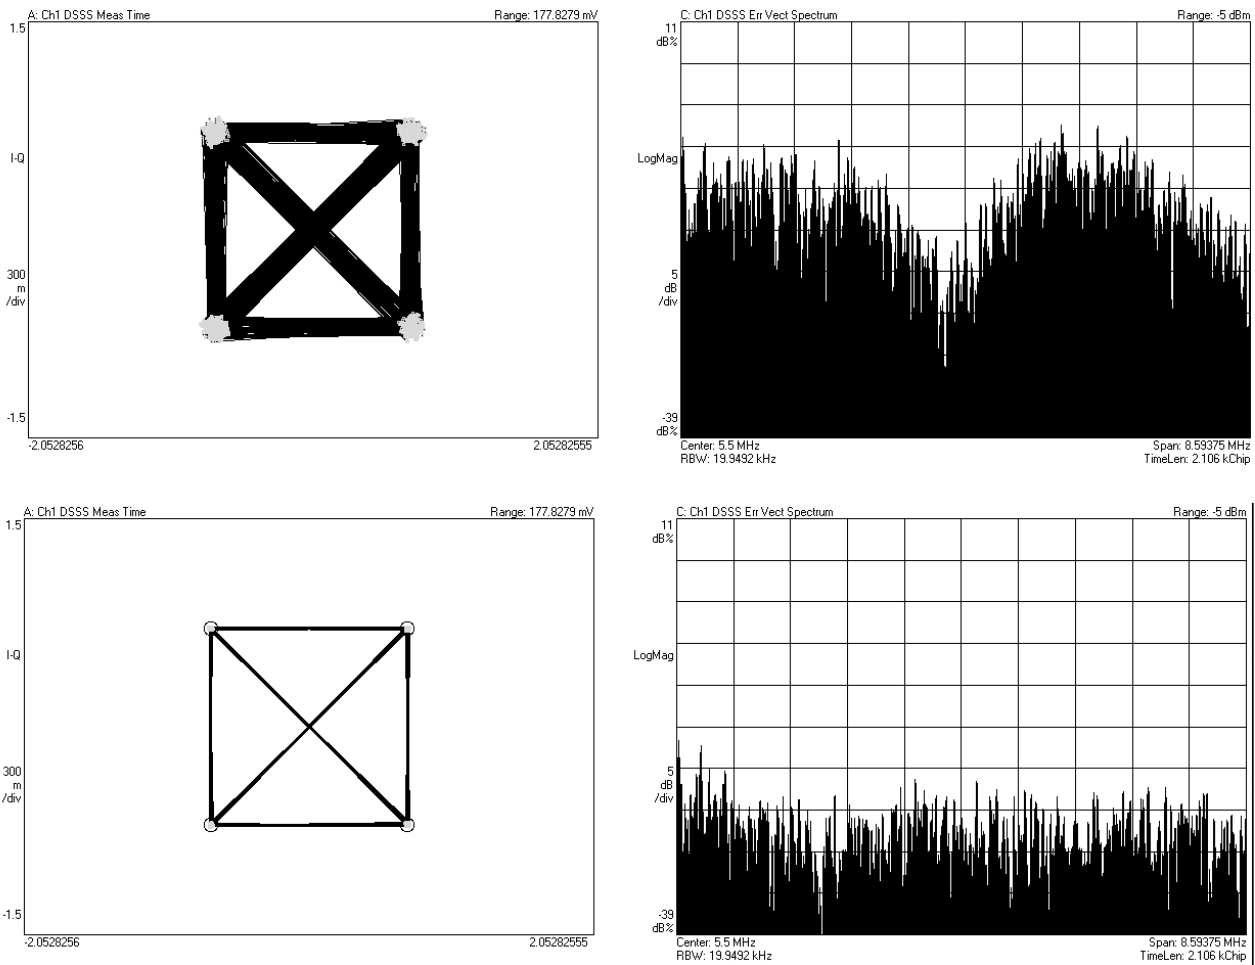 A: Ch1 DSSS Meas Time
Range: 177.8279 mV
1.5
I-Q
300
m
/div
-1.5
-2.0528256
2.05282555
C: Ch1 DSSS Err Vect Spectrum
Range: -5 dBm
11
dB%
LogMag
5
dB
/div
-39
dB%
Center: 5.5 MHz
Span: 8.59375 MHz
RBW: 19.9492 kHz
TimeLen: 2.106 kChip
A: Ch1 DSSS Meas Time
Range: 177.8279 mV
1.5
I-Q
300
m
/div
-1.5
-2.0528256
2.05282555
C: Ch1 DSSS Err Vect Spectrum
Range: -5 dBm
11
dB%
LogMag
5
dB
/div
-39
dB%
Center: 5.5 MHz
Span: 8.59375 MHz
RBW: 19.9492 kHz
TimeLen: 2.106 kChip